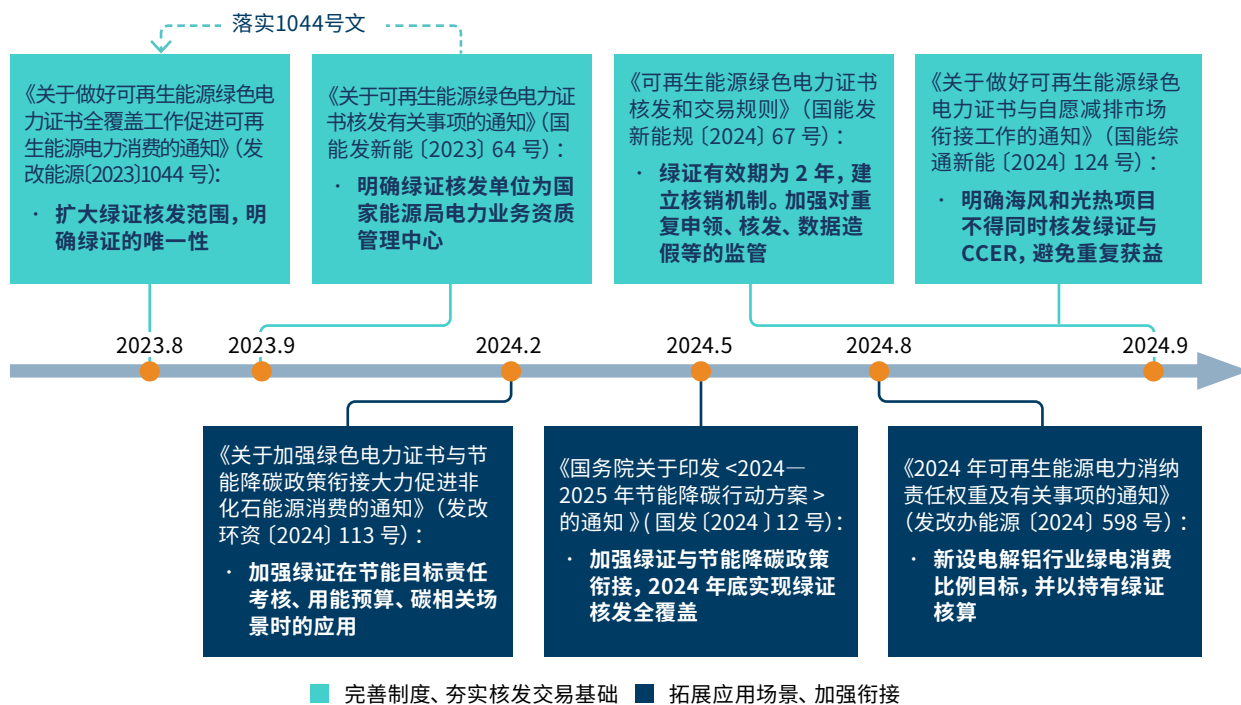 落实1044号文
《关于做好可再生能源绿色电
力证书全覆盖工作促进可再
生能源电力消费的通知》（发
改能源〔2023〕1044 号）：
· 扩大绿证核发范围，明
确绿证的唯一性
《关于可再生能源绿色电力证
书核发有关事项的通知》（国
能发新能〔2023〕64 号）：
· 明确绿证核发单位为国
家能源局电力业务资质
管理中心
《可再生能源绿色电力证书
核发和交易规则》（国能发
新能规〔2024〕67 号）：
· 绿证有效期为 2 年，建
立核销机制。加强对重
复申领、核发、数据造
假等的监管
《关于做好可再生能源绿色
电力证书与自愿减排市场
衔接工作的通知》（国能综
通新能〔2024〕124 号）：
· 明确海风和光热项目
不得同时核发绿证与
CCER，避免重复获益
2023.8
2023.9
2024.2
2024.5
2024.8
2024.9
《关于加强绿色电力证书与节
能降碳政策衔接大力促进非
化石能源消费的通知》（发改
环资〔2024〕113 号）：
· 加强绿证在节能目标责任
考核、用能预算、碳相关场
景时的应用
《国务院关于印发 <2024—
2025 年节能降碳行动方案 >
的通知 》( 国发〔2024 〕12 号）：
· 加强绿证与节能降碳政策
衔接，2024 年底实现绿证
核发全覆盖
《2024 年可再生能源电力消纳
责任权重及有关事项的通知》
（发改办能源〔2024〕598 号）：
· 新设电解铝行业绿电消费
比例目标，并以持有绿证
核算
完善制度、夯实核发交易基础
拓展应用场景、加强衔接